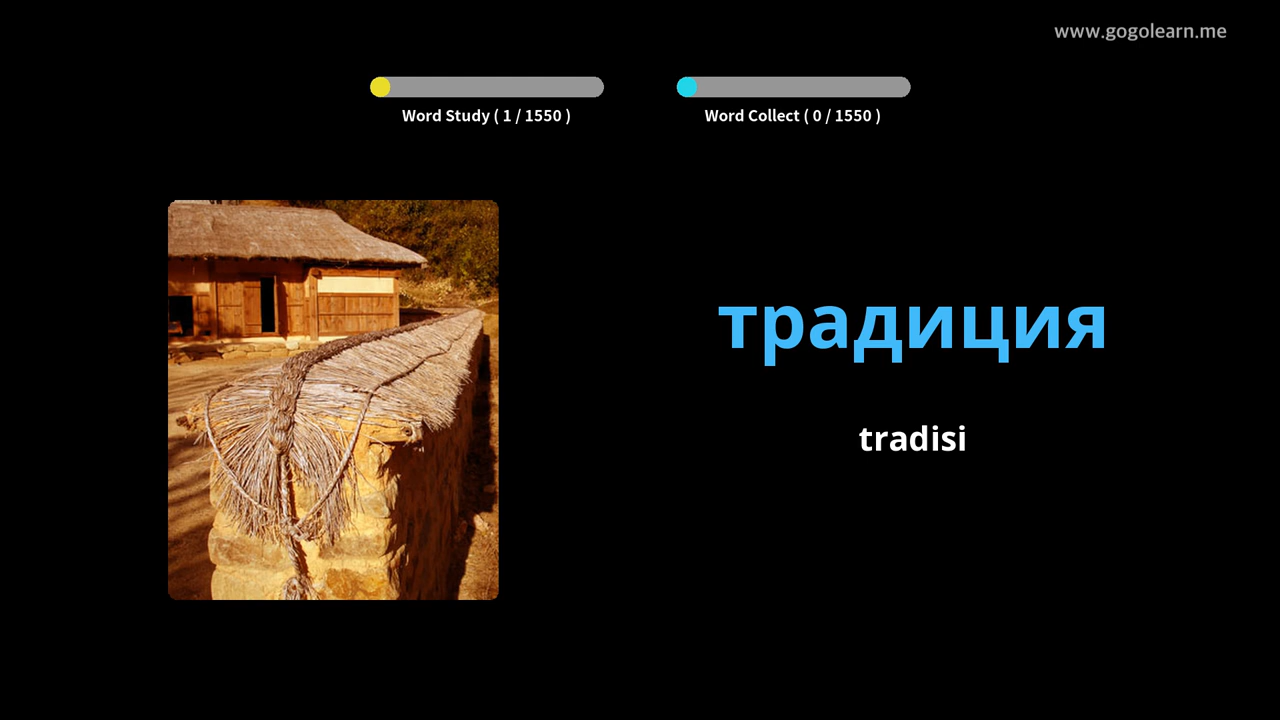 www.gogolearn.me
Word Study ( 1 / 1550 )
Word Collect ( 0 / 1550 )
традиция
tradisi